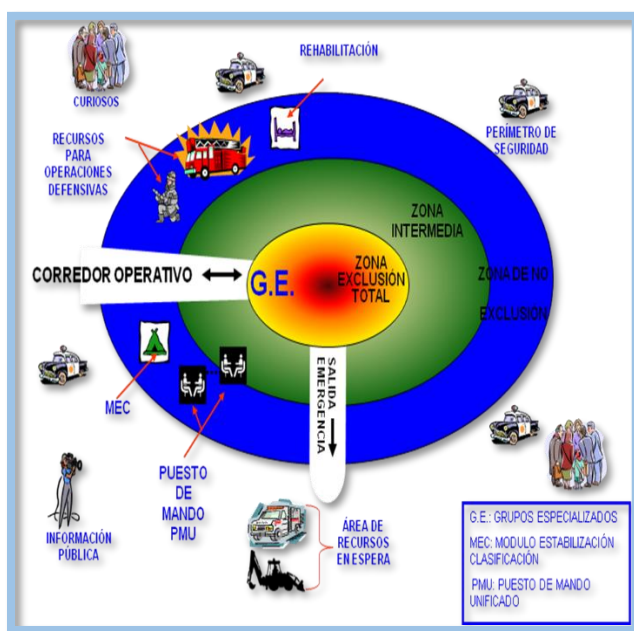 REHABILITACIÓN
CURIOSOS
PERÍMETRO DE
SEGURIDAD
RECURSOS
PARA
OPERACIONES
DEFENSIVAS
ZONA
INTERMEDIA
ZONA
EXCLUSIÓN
TOTAL
ZONA DE NO
EXCLUSIÓN
CORREDOR OPERATIVO
G.E.
SALIDA
EMERGENCIA
MEC
PUESTO
DE
MANDO
PMU
INFORMACIÓN
PÚBLICA
ÁREA DE
RECURSOS
EN ESPERA
G.E.: GRUPOS ESPECIALIZADOS
MEC: MODULO ESTABILIZACIÓN
CLASIFICACIÓN
PMU: PUESTO DE MANDO
UNIFICADO